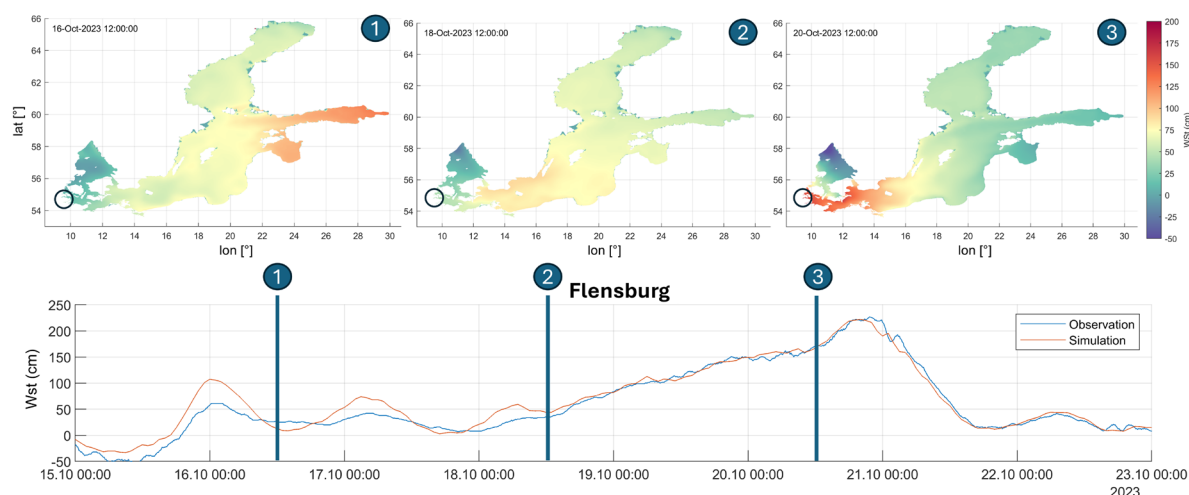 16-Oct-2023 12:00:00
1
66
64
62
60
58
56
54
lat [°]
10 12 14 16 18 20 22 24 26 28 30
lon [°]
18-Oct-2023 12:00:00
2
66
64
62
60
58
56
54
10 12 14 16 18 20 22 24 26 28 30
lon [°]
20-Oct-2023 12:00:00
3
66
64
62
60
58
56
54
10 12 14 16 18 20 22 24 26 28 30
lon [°]
200
175
150
125
100
75
50
25
0
-25
-50
WSt (cm)
1
2
3
Flensburg
250
200
150
100
50
0
-50
Wst (cm)
Observation
Simulation
15.10 00:00 16.10 00:00 17.10 00:00 18.10 00:00 19.10 00:00 20.10 00:00 21.10 00:00 22.10 00:00 23.10 00:00
2023